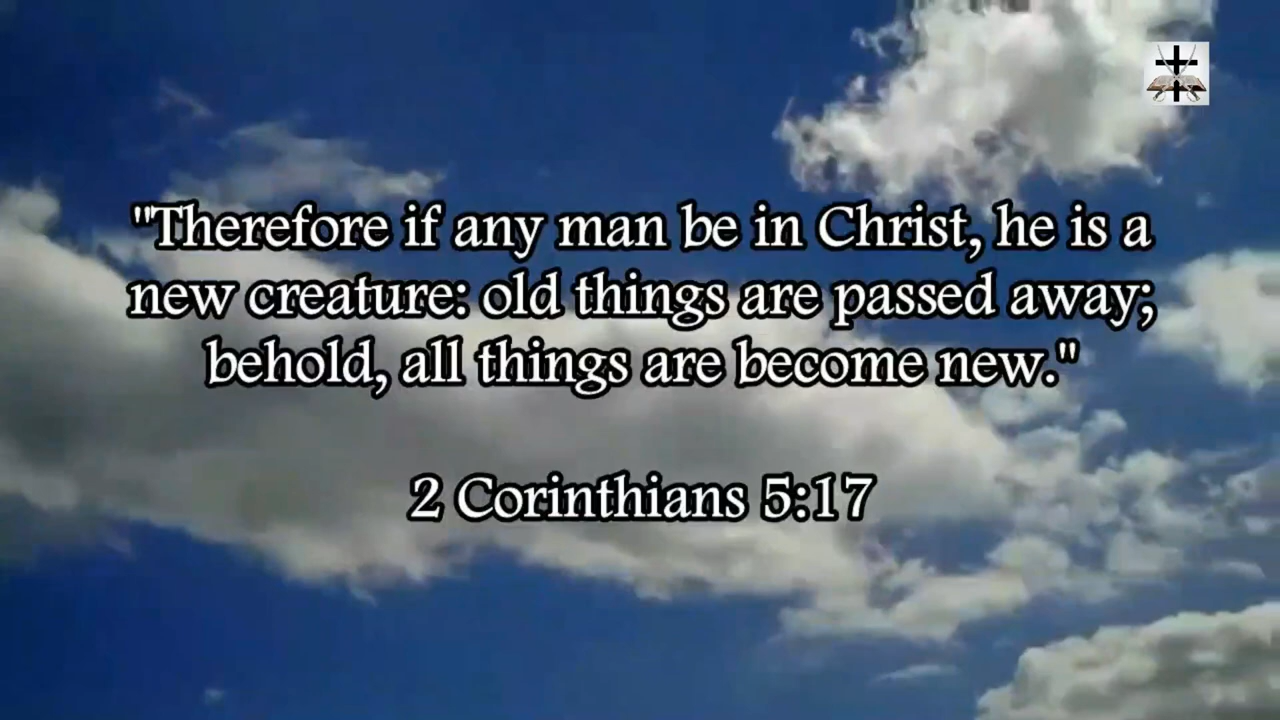 "Therefore if any man be in Christ, he is a
new creature: old things are passed away;
behold, all things are become new."
2 Corinthians 5:17